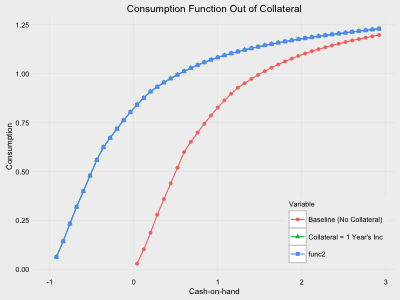 Consumption Function Out of Collateral
1.25
1.00
0.75
0.50
0.25
0.00
Consumption
-1
0
1
2
3
Cash-on-hand
Variable
Baseline (No Collateral)
Collateral = 1 Year's Inc
func2